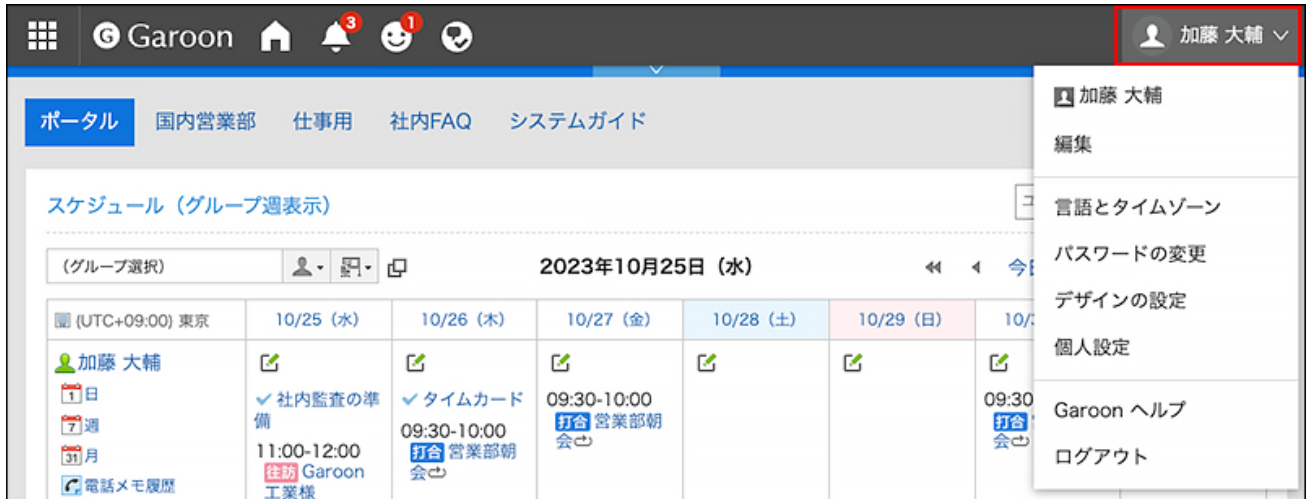 Garoon 3 1 加藤 大輔
加藤 大輔
編集
言語とタイムゾーン
パスワードの変更
デザインの設定
個人設定
Garoon ヘルプ
ログアウト
ポータル 国内営業部 仕事用 社内FAQ システムガイド
スケジュール（グループ週表示）
（グループ選択） 2023年10月25日（水）
(UTC+09:00) 東京 10/25（水） 10/26（木） 10/27（金） 10/28（土） 10/29（日） 10/
加藤 大輔
1 日
7 週
31 月
電話メモ履歴
社内監査の準
備
11:00-12:00
往訪 Garoon
工業様
タイムカード
09:30-10:00
打合 営業部朝
会
09:30-10:00
打合 営業部朝
会
09:30
打合
会